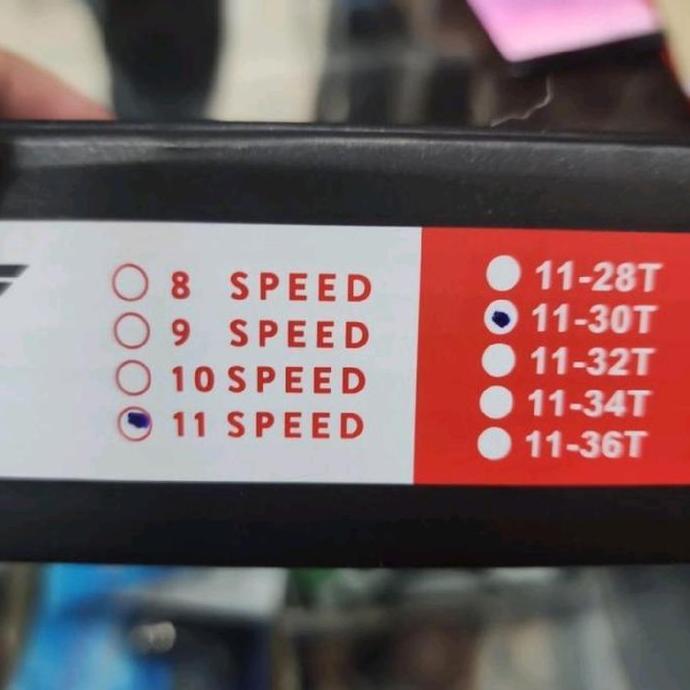 8 SPEED
9 SPEED
10 SPEED
11 SPEED
11-28T
11-30T
11-32T
11-34T
11-36T